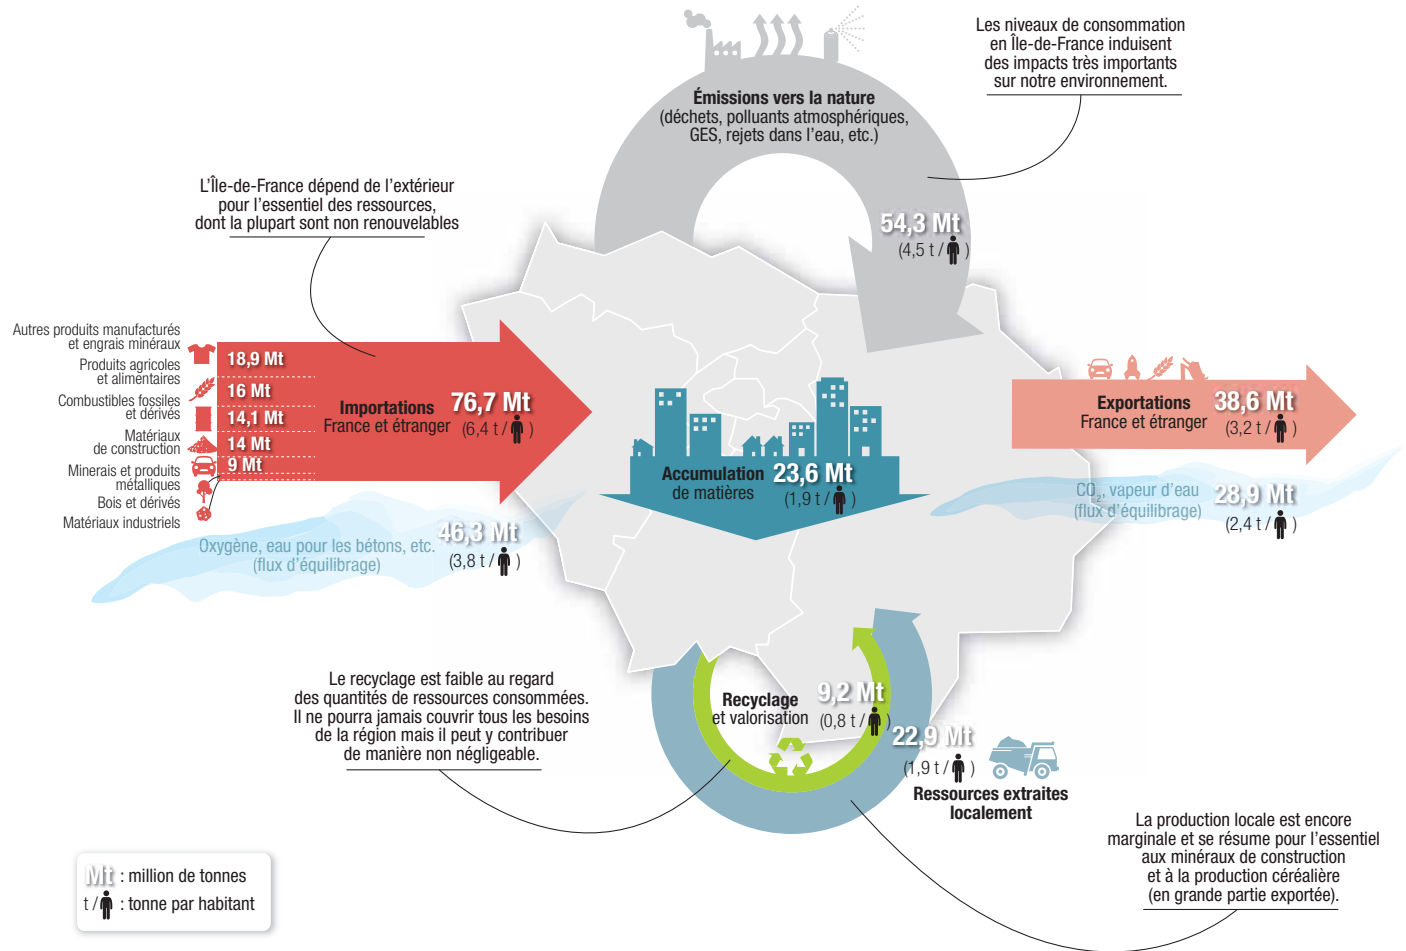 Les niveaux de consommation
en Île-de-France induisent
des impacts très importants
sur notre environnement.
Émissions vers la nature
(déchets, polluants atmosphériques,
GES, rejets dans l’eau, etc.)
54,3 Mt
(4,5 t / )
L’Île-de-France dépend de l’extérieur
pour l’essentiel des ressources,
dont la plupart sont non renouvelables
Autres produits manufacturés
et engrais minéraux
Produits agricoles
et alimentaires
Combustibles fossiles
et dérivés
Matériaux
de construction
Minerais et produits
métalliques
Bois et dérivés
Matériaux industriels
18,9 Mt
16 Mt
14,1 Mt
14 Mt
9 Mt
Importations
France et étranger
76,7 Mt
(6,4 t / )
Oxygène, eau pour les bétons, etc.
(flux d’équilibrage)
46,3 Mt
(3,8 t / )
Accumulation
de matières
23,6 Mt
(1,9 t / )
Exportations
France et étranger
38,6 Mt
(3,2 t / )
CO₂, vapeur d’eau
(flux d’équilibrage)
28,9 Mt
(2,4 t / )
Le recyclage est faible au regard
des quantités de ressources consommées.
Il ne pourra jamais couvrir tous les besoins
de la région mais il peut y contribuer
de manière non négligeable.
Recyclage
et valorisation
9,2 Mt
(0,8 t / )
22,9 Mt
(1,9 t / )
Ressources extraites
localement
La production locale est encore
marginale et se résume pour l’essentiel
aux minéraux de construction
et à la production céréalière
(en grande partie exportée).
Mt : million de tonnes
t / : tonne par habitant